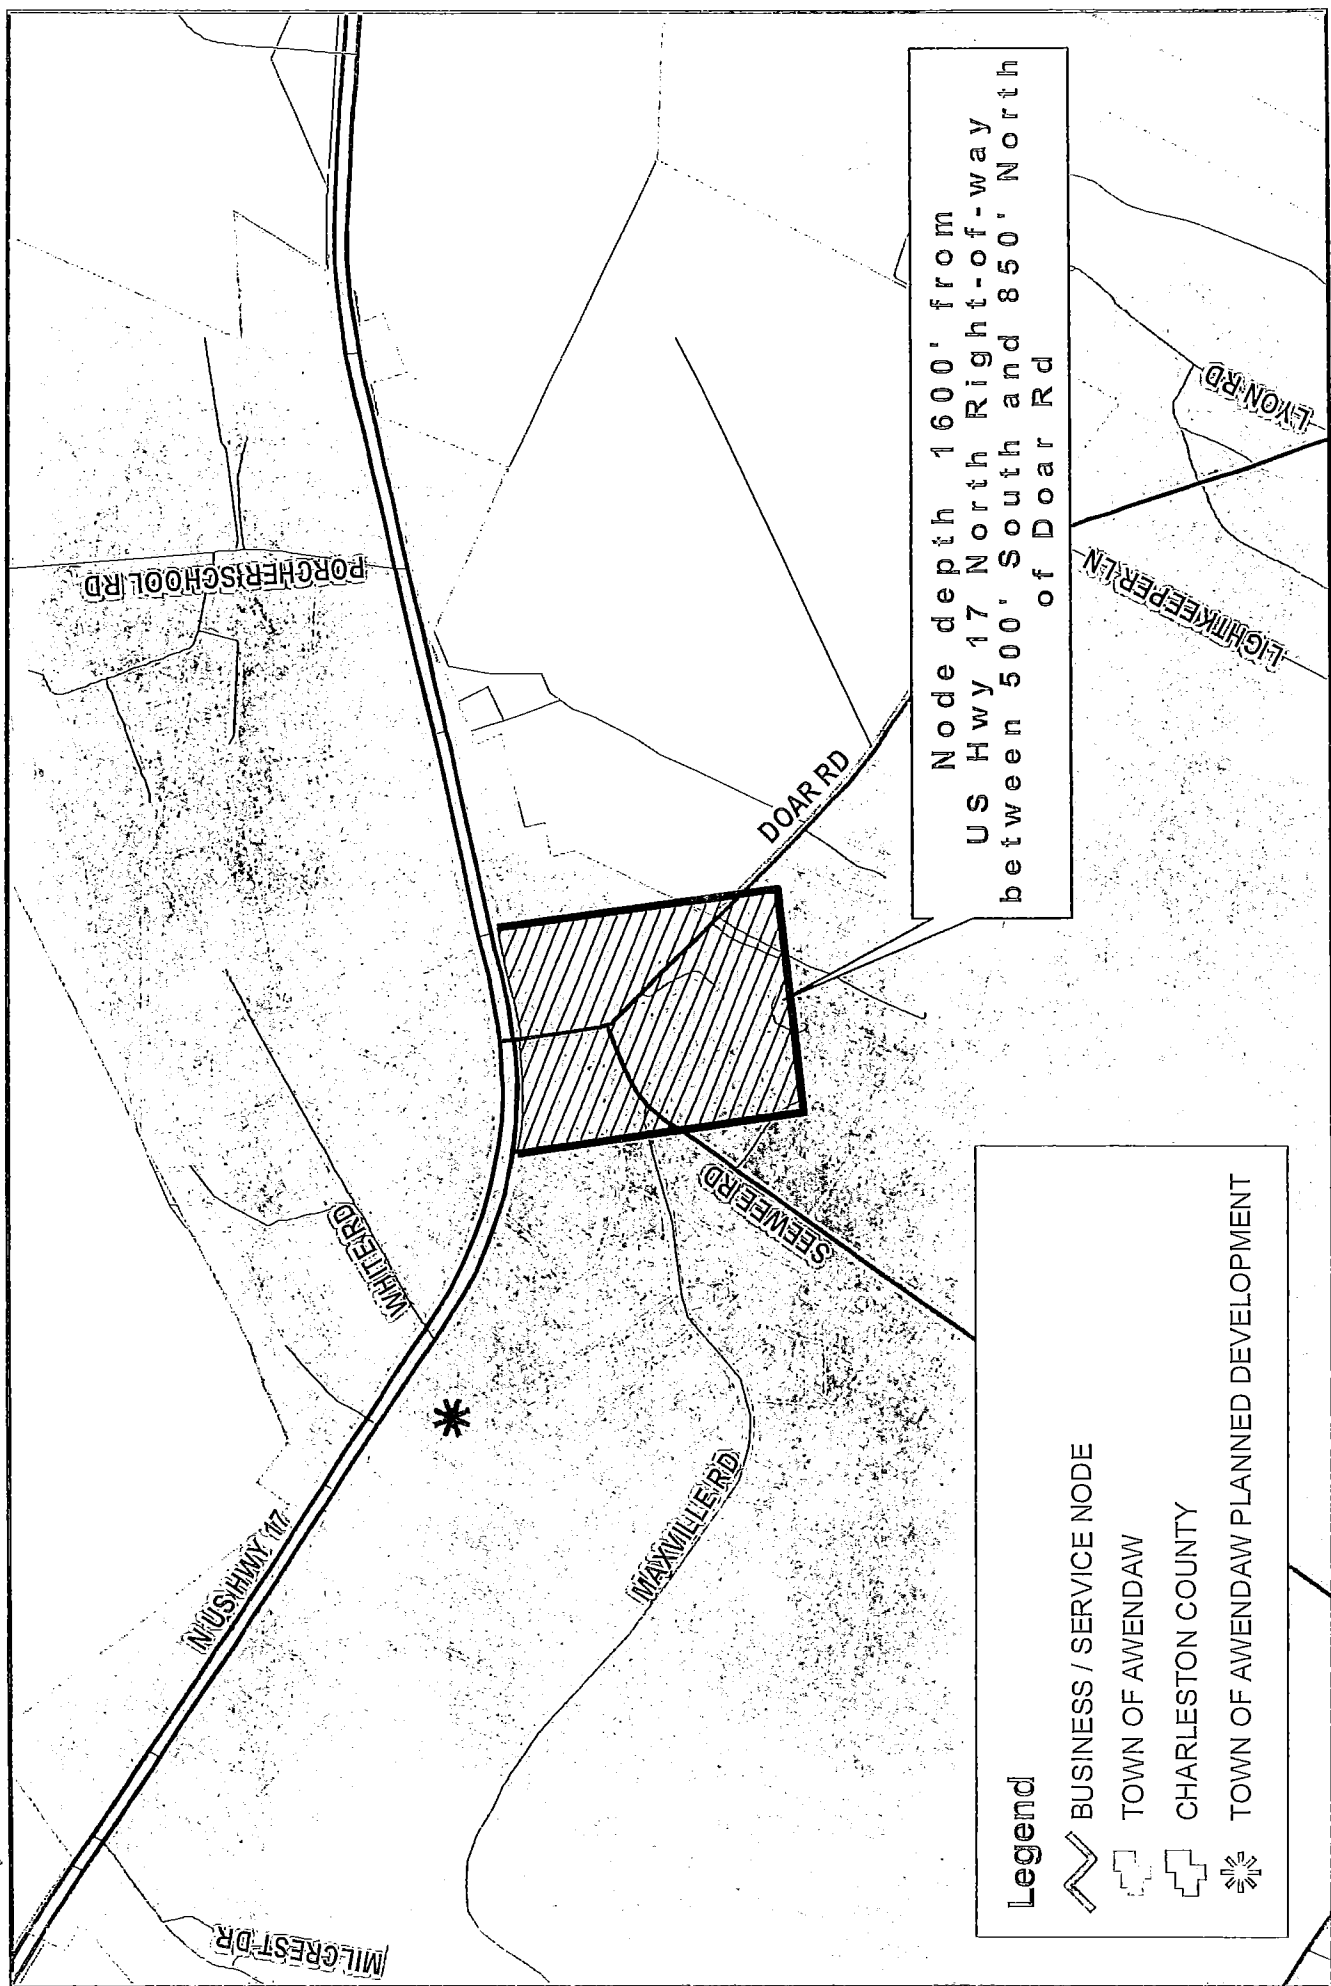 N US HWY 17
MILCREST DR
WHITE RD
PORCHER SCHOOL RD
MAXVILLE RD
SEEWEE RD
DOAR RD
Node depth 1600' from
US Hwy 17 North Right-of-way
between 500' South and 850' North
of Doar Rd
LIGHTKEEPER LN
LYON RD
Legend
BUSINESS / SERVICE NODE
TOWN OF AWENDAW
CHARLESTON COUNTY
TOWN OF AWENDAW PLANNED DEVELOPMENT